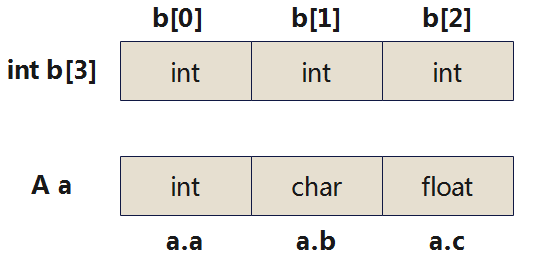 b[0] b[1] b[2]
int b[3] int int int
A a int char float
a.a a.b a.c